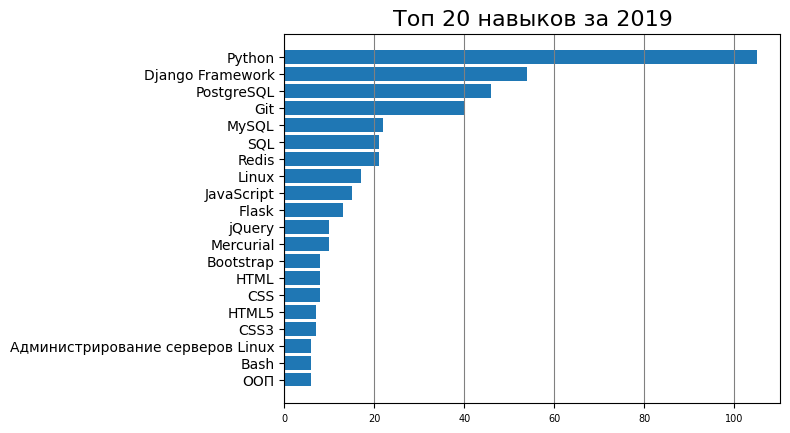 Топ 20 навыков за 2019
Python
Django Framework
PostgreSQL
Git
MySQL
SQL
Redis
Linux
JavaScript
Flask
jQuery
Mercurial
Bootstrap
HTML
CSS
HTML5
CSS3
Администрирование серверов Linux
Bash
ООП
0 20 40 60 80 100